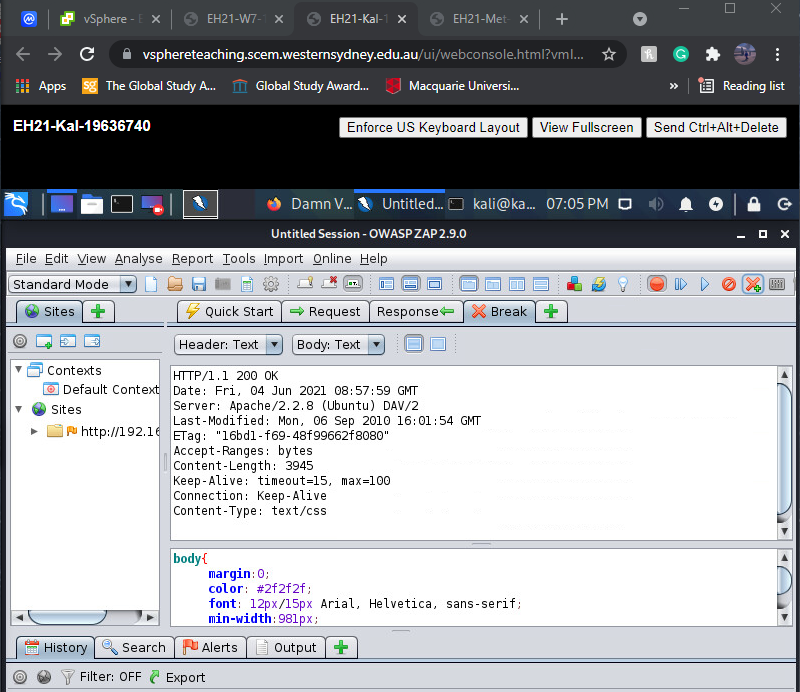 vSphere - E
EH21-W7-
EH21-Kal-1
EH21-Met-
vsphereteaching.scem.westernsydney.edu.au/ui/webconsole.html?vml...
Apps
SG
The Global Study A...
Global Study Award...
Macquarie Universi...
»
Reading list
EH21-Kal-19636740
Enforce US Keyboard Layout
View Fullscreen
Send Ctrl+Alt+Delete
Damn V...
Untitled...
kali@ka...
07:05 PM
Untitled Session - OWASP ZAP 2.9.0
File Edit View Analyse Report Tools Import Online Help
Standard Mode
Sites
Quick Start
Request
Response
Break
Header: Text
Body: Text
Contexts
Default Context
Sites
http://192.16
HTTP/1.1 200 OK
Date: Fri, 04 Jun 2021 08:57:59 GMT
Server: Apache/2.2.8 (Ubuntu) DAV/2
Last-Modified: Mon, 06 Sep 2010 16:01:54 GMT
ETag: "16bd1-f69-48f99662f8080"
Accept-Ranges: bytes
Content-Length: 3945
Keep-Alive: timeout=15, max=100
Connection: Keep-Alive
Content-Type: text/css
body{
margin:0;
color: #2f2f2f;
font: 12px/15px Arial, Helvetica, sans-serif;
min-width:981px;
History
Search
Alerts
Output
Filter: OFF
Export